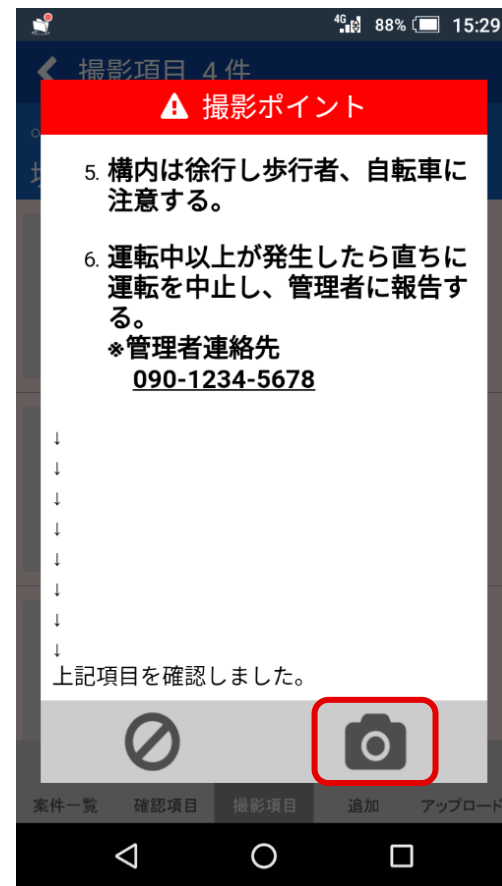 4G 88% 15:29
撮影項目 4 件
撮影ポイント
5. 構内は徐行し歩行者、自転車に
注意する。
6. 運転中以上が発生したら直ちに
運転を中止し、管理者に報告す
る。
※管理者連絡先
090-1234-5678
↓
↓
↓
↓
↓
↓
↓
↓
上記項目を確認しました。
案件一覧 確認項目 撮影項目 追加 アップロード